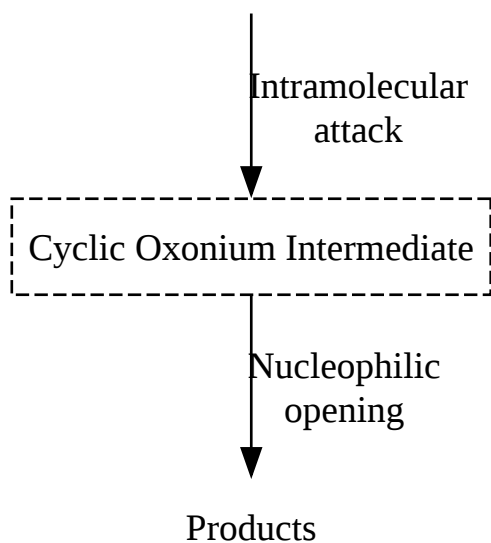 Intramolecular
attack
Cyclic Oxonium Intermediate
Nucleophilic
opening
Products